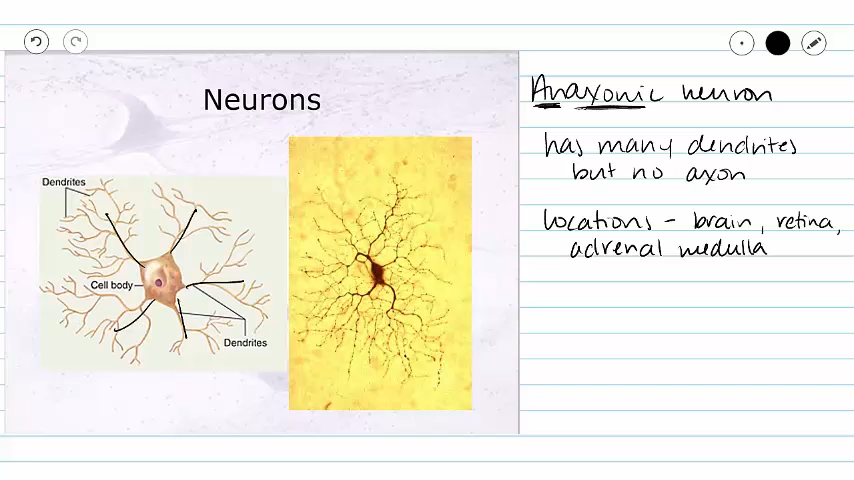 Neurons
Dendrites
Cell body
Dendrites
Anaxonic neuron
has many dendrites
but no axon
locations - brain, retina,
adrenal medulla